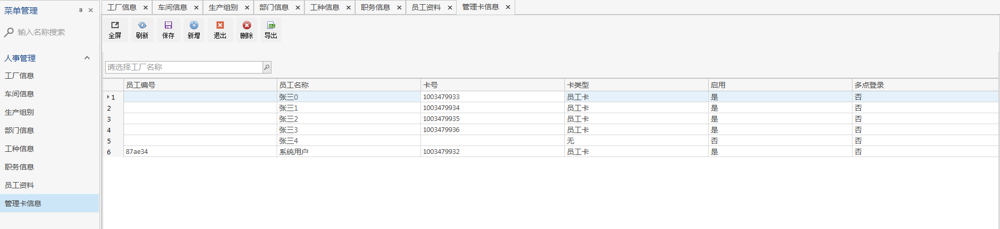 菜单管理
输入名称搜索
人事管理
工厂信息
车间信息
生产组别
部门信息
工种信息
职务信息
员工资料
管理卡信息
工厂信息 车间信息 生产组别 部门信息 工种信息 职务信息 员工资料 管理卡信息
全屏 刷新 保存 新增 退出 删除 导出
请选择工厂名称
员工编号 员工名称 卡号 卡类型 启用 多点登录
1 张三0 1003479933 员工卡 是 否
2 张三1 1003479934 员工卡 是 否
3 张三2 1003479935 员工卡 是 否
4 张三3 1003479936 员工卡 是 否
5 张三4 无 否 否
6 87ae34 系统用户 1003479932 员工卡 是 否